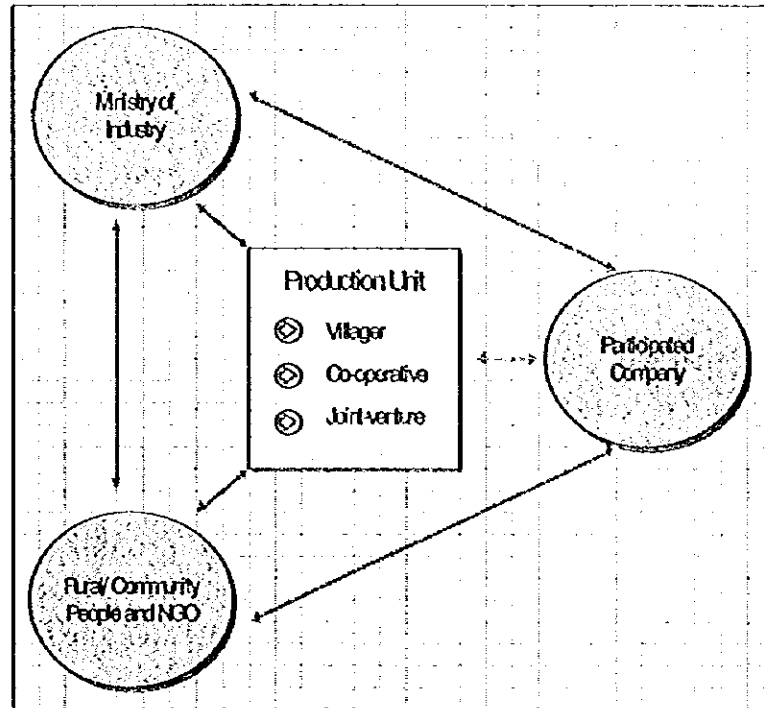 Ministry of
Industry
Production Unit
Villager
Co-operative
Joint-venture
Participated
Company
Rural/Community
People and NGO